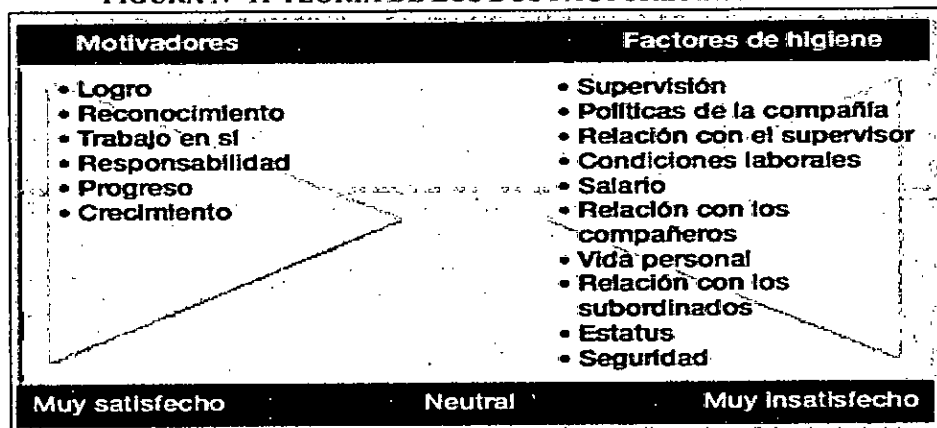 Motivadores Factores de higiene
• Logro
• Reconocimiento
• Trabajo en sí
• Responsabilidad
• Progreso
• Crecimiento
• Supervisión
• Políticas de la compañía
• Relación con el supervisor
• Condiciones laborales
• Salario
• Relación con los
compañeros
• Vida personal
• Relación con los
subordinados
• Estatus
• Seguridad
Muy satisfecho Neutral Muy insatisfecho